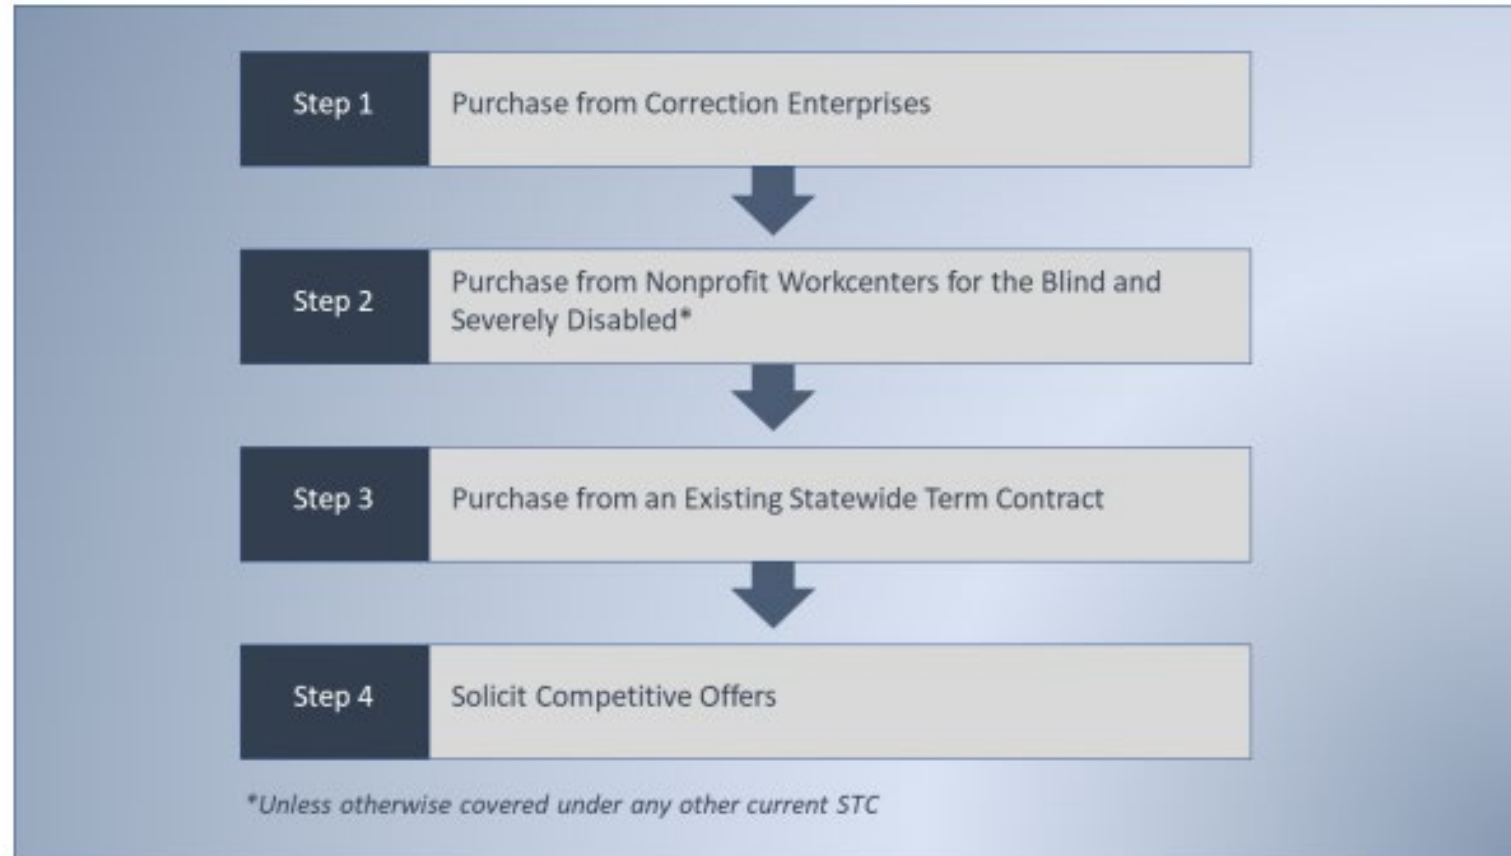 Step 1
Purchase from Correction Enterprises
Step 2
Purchase from Nonprofit Workcenters for the Blind and
Severely Disabled*
Step 3
Purchase from an Existing Statewide Term Contract
Step 4
Solicit Competitive Offers
*Unless otherwise covered under any other current STC